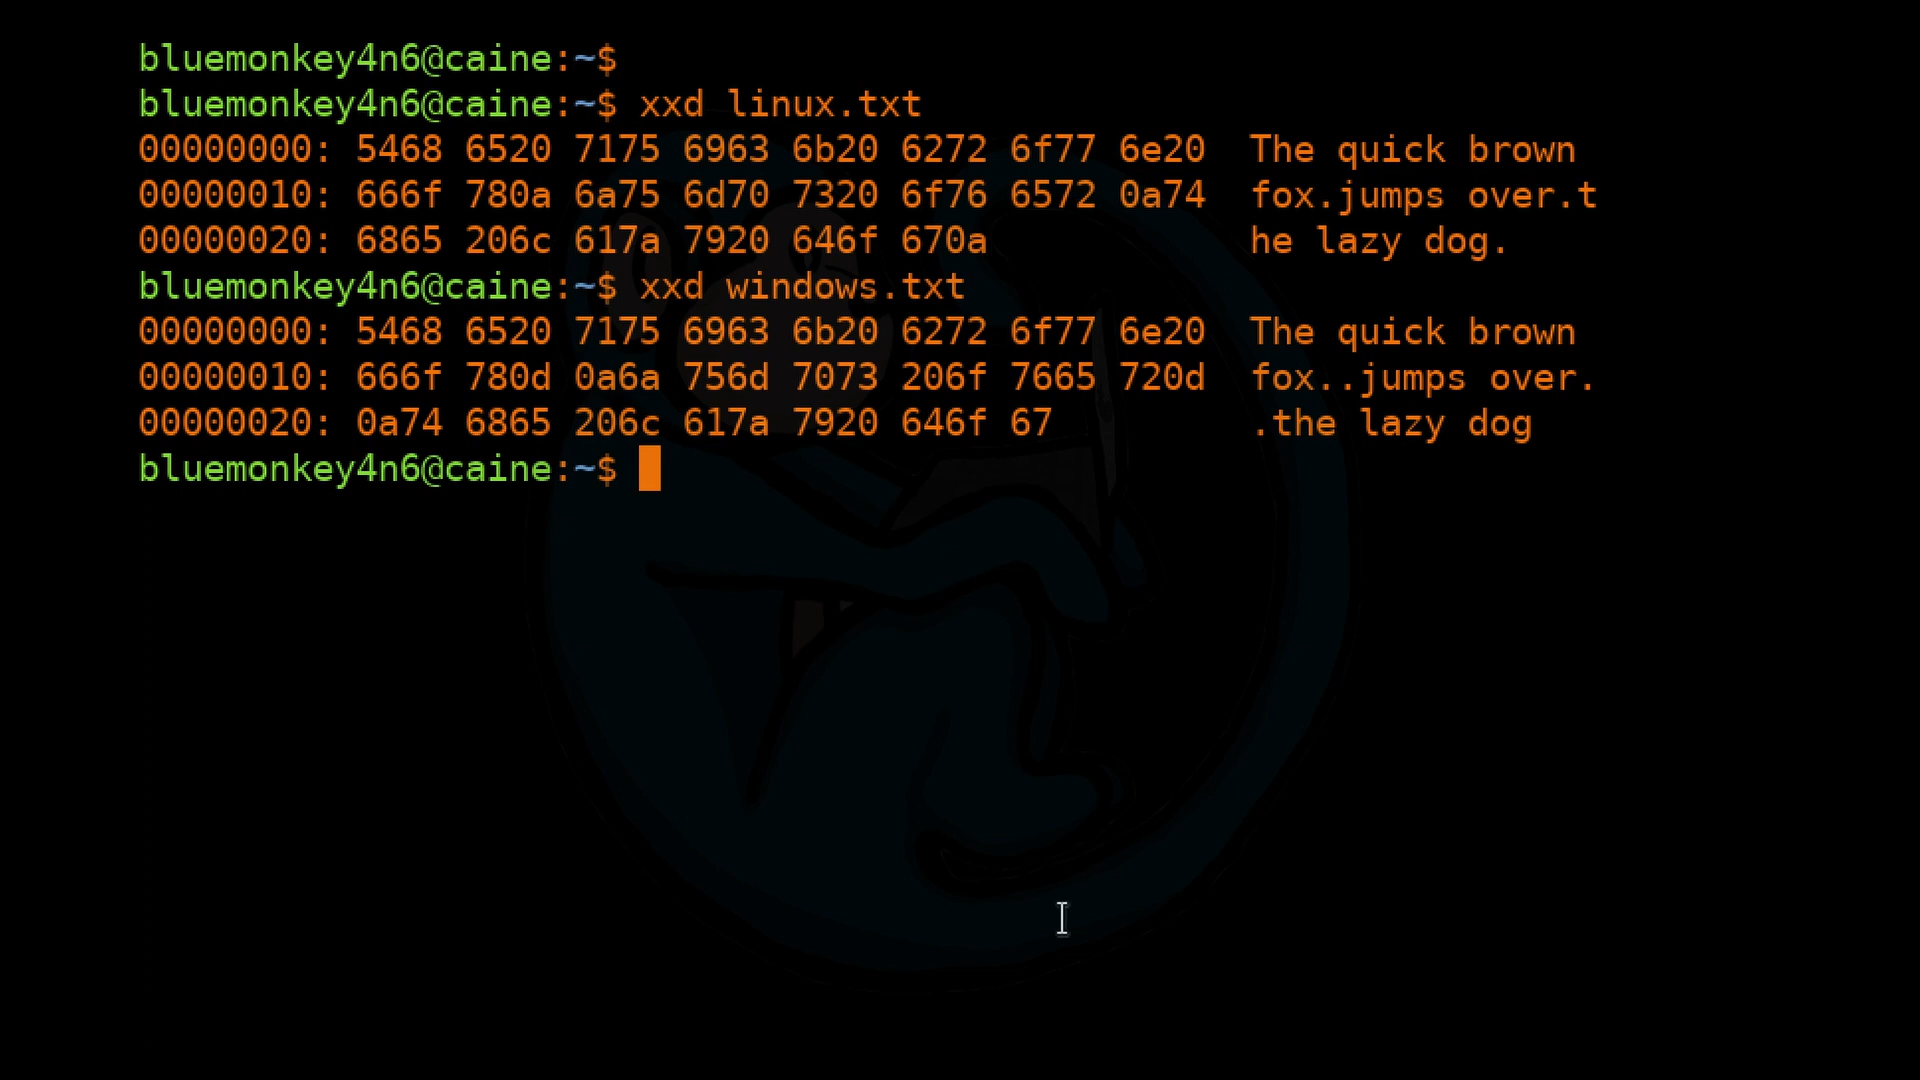 bluemonkey4n6@caine:~$
bluemonkey4n6@caine:~$ xxd linux.txt
00000000: 5468 6520 7175 6963 6b20 6272 6f77 6e20  The quick brown
00000010: 666f 780a 6a75 6d70 7320 6f76 6572 0a74  fox.jumps over.t
00000020: 6865 206c 617a 7920 646f 670a            he lazy dog.
bluemonkey4n6@caine:~$ xxd windows.txt
00000000: 5468 6520 7175 6963 6b20 6272 6f77 6e20  The quick brown
00000010: 666f 780d 0a6a 756d 7073 206f 7665 720d  fox..jumps over.
00000020: 0a74 6865 206c 617a 7920 646f 67         .the lazy dog
bluemonkey4n6@caine:~$